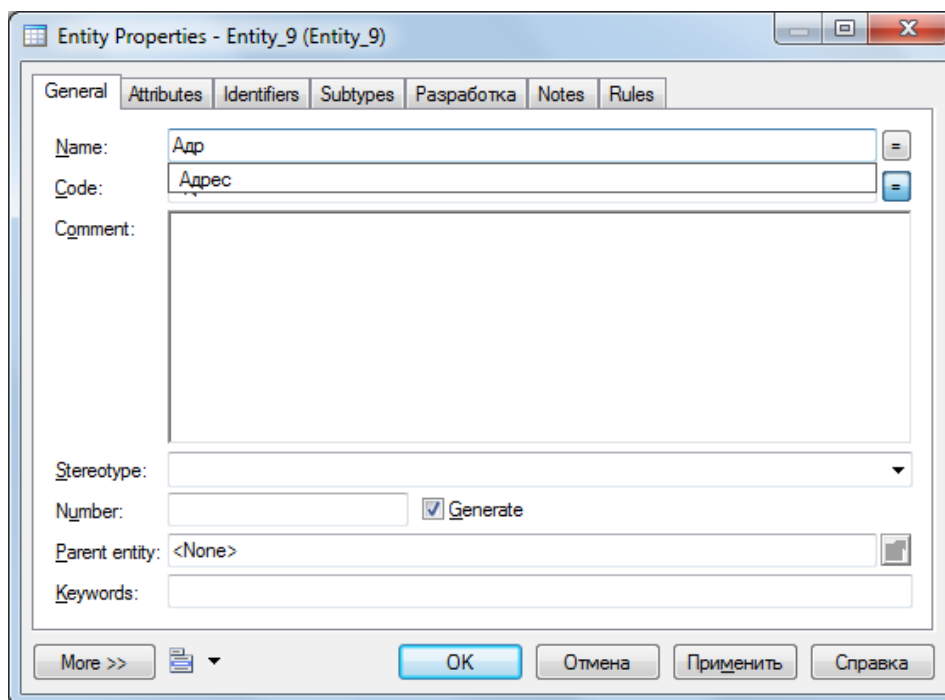 Entity Properties - Entity_9 (Entity_9)
General Attributes Identifiers Subtypes Разработка Notes Rules
Name: Адр =
Адрес
Code: =
Comment:
Stereotype:
Number: Generate
Parent entity: <None>
Keywords:
More >> OK Отмена Применить Справка